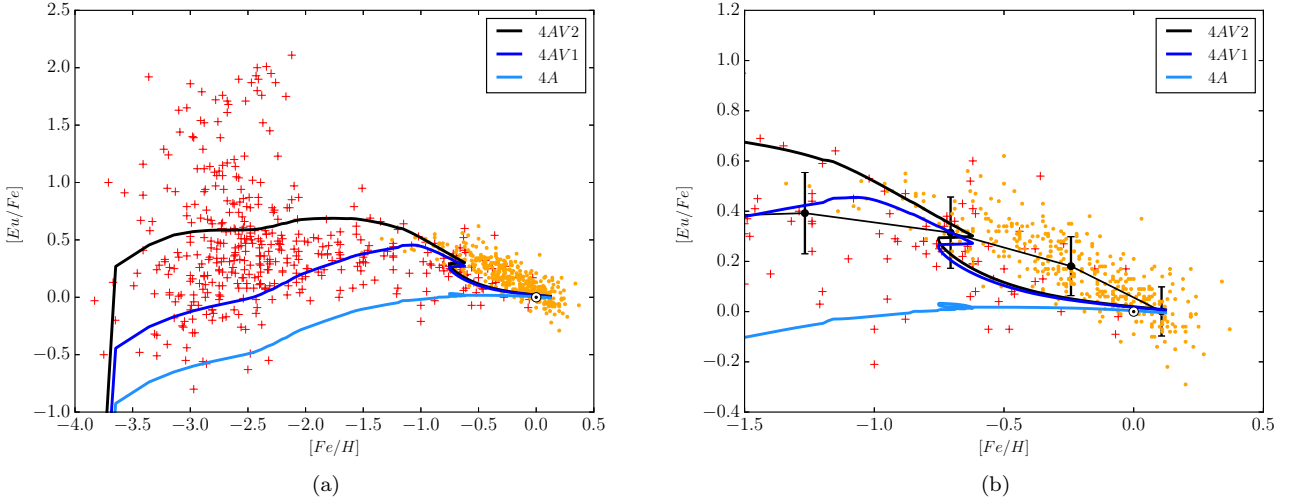 2.5
2.0
1.5
1.0
0.5
0.0
−0.5
−1.0
[Eu/Fe]
−4.0 −3.5 −3.0 −2.5 −2.0 −1.5 −1.0 −0.5 0.0 0.5
[Fe/H]
4AV2
4AV1
4A
(a)
1.2
1.0
0.8
0.6
0.4
0.2
0.0
−0.2
−0.4
[Eu/Fe]
−1.5 −1.0 −0.5 0.0 0.5
[Fe/H]
4AV2
4AV1
4A
(b)